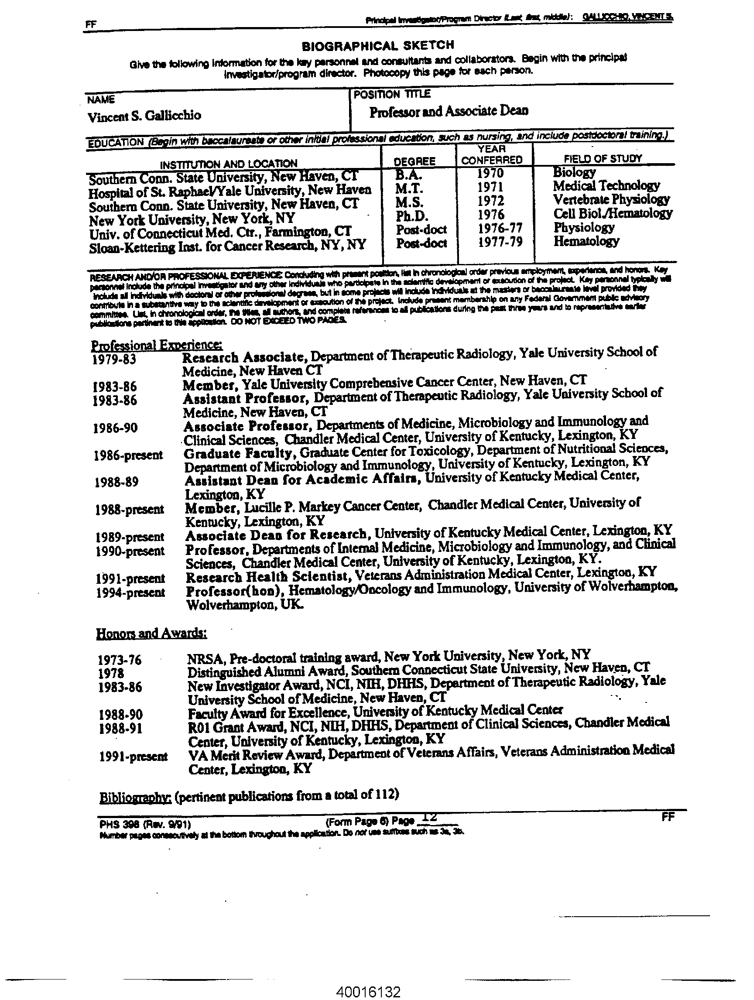 FF
Principal Investigator/Program Director (Last, first, middle): GALLICCHIO, VINCENT S.
BIOGRAPHICAL SKETCH
Give the following information for the key personnel and consultants and collaborators. Begin with the principal
investigator/program director. Photocopy this page for each person.
NAME
POSITION TITLE
Vincent S. Gallicchio
Professor and Associate Dean
EDUCATION (Begin with baccalaureate or other initial professional education, such as nursing, and include postdoctoral training.)
INSTITUTION AND LOCATION DEGREE YEAR CONFERRED FIELD OF STUDY
Southern Conn. State University, New Haven, CT B.A. 1970 Biology
Hospital of St. Raphael/Yale University, New Haven M.T. 1971 Medical Technology
Southern Conn. State University, New Haven, CT M.S. 1972 Vertebrate Physiology
New York University, New York, NY Ph.D. 1976 Cell Biol./Hematology
Univ. of Connecticut Med. Ctr., Farmington, CT Post-doct 1976-77 Physiology
Sloan-Kettering Inst. for Cancer Research, NY, NY Post-doct 1977-79 Hematology
RESEARCH AND/OR PROFESSIONAL EXPERIENCE: Concluding with present position, list in chronological order previous employment, experience, and honors. Key
personnel include the principal investigator and any other individuals who participate in the scientific development or execution of the project. Key personnel typically will
include all individuals with doctoral or other professional degrees, but in some projects will include individuals at the masters or baccalaureate level provided they
contribute in a substantive way to the scientific development or execution of the project. Include present membership on any Federal Government public advisory
committee. List, in chronological order, the titles, all authors, and complete references to all publications during the past three years and to representative earlier
publications pertinent to this application. DO NOT EXCEED TWO PAGES.
Professional Experience:
1979-83 Research Associate, Department of Therapeutic Radiology, Yale University School of
Medicine, New Haven CT
1983-86 Member, Yale University Comprehensive Cancer Center, New Haven, CT
1983-86 Assistant Professor, Department of Therapeutic Radiology, Yale University School of
Medicine, New Haven, CT
1986-90 Associate Professor, Departments of Medicine, Microbiology and Immunology and
Clinical Sciences, Chandler Medical Center, University of Kentucky, Lexington, KY
1986-present Graduate Faculty, Graduate Center for Toxicology, Department of Nutritional Sciences,
Department of Microbiology and Immunology, University of Kentucky, Lexington, KY
1988-89 Assistant Dean for Academic Affairs, University of Kentucky Medical Center,
Lexington, KY
1988-present Member, Lucille P. Markey Cancer Center, Chandler Medical Center, University of
Kentucky, Lexington, KY
1989-present Associate Dean for Research, University of Kentucky Medical Center, Lexington, KY
1990-present Professor, Departments of Internal Medicine, Microbiology and Immunology, and Clinical
Sciences, Chandler Medical Center, University of Kentucky, Lexington, KY.
1991-present Research Health Scientist, Veterans Administration Medical Center, Lexington, KY
1994-present Professor(hon), Hematology/Oncology and Immunology, University of Wolverhampton,
Wolverhampton, UK.
Honors and Awards:
1973-76 NRSA, Pre-doctoral training award, New York University, New York, NY
1978 Distinguished Alumni Award, Southern Connecticut State University, New Haven, CT
1983-86 New Investigator Award, NCI, NIH, DHHS, Department of Therapeutic Radiology, Yale
University School of Medicine, New Haven, CT
1988-90 Faculty Award for Excellence, University of Kentucky Medical Center
1988-91 R01 Grant Award, NCI, NIH, DHHS, Department of Clinical Sciences, Chandler Medical
Center, University of Kentucky, Lexington, KY
1991-present VA Merit Review Award, Department of Veterans Affairs, Veterans Administration Medical
Center, Lexington, KY
Bibliography: (pertinent publications from a total of 112)
PHS 398 (Rev. 9/91) (Form Page 6) Page 12 FF
Number pages consecutively at the bottom throughout the application. Do not use suffixes such as 3a, 3b.
40016132